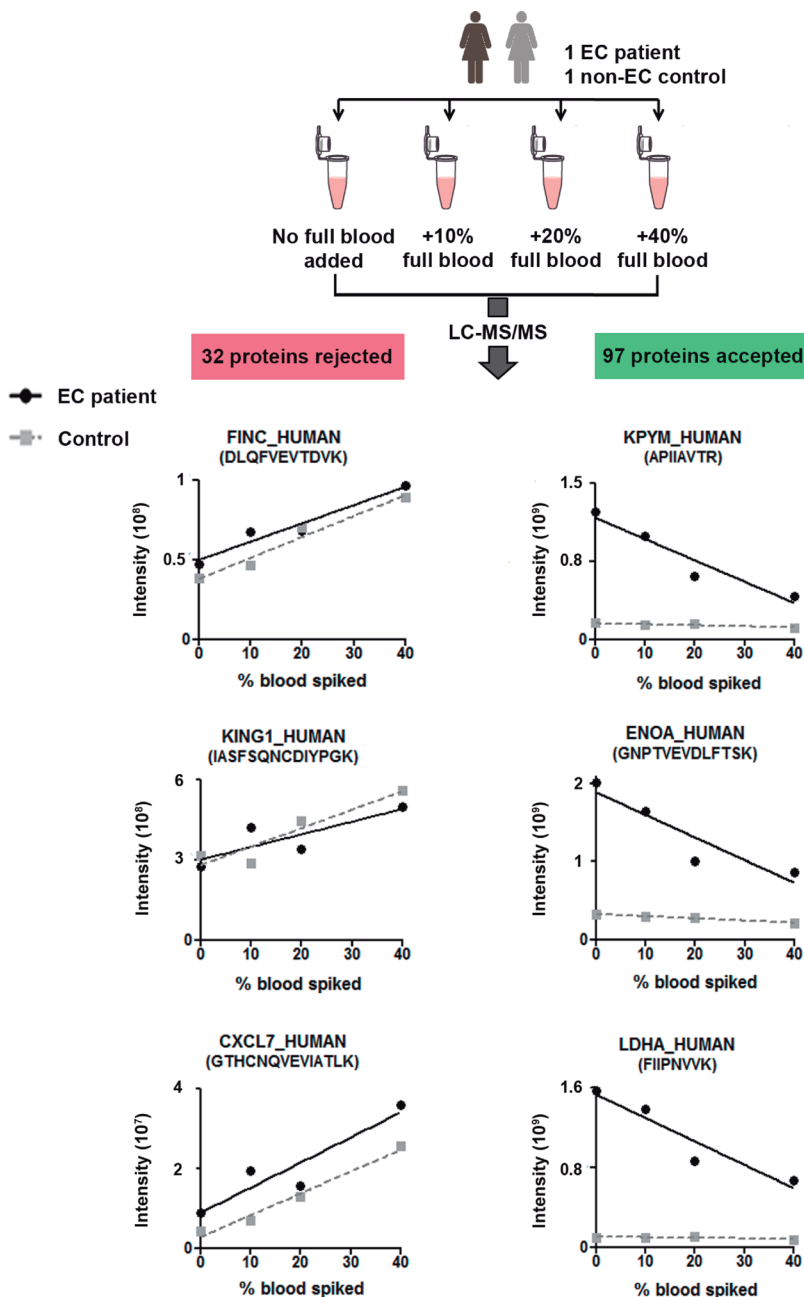 1 EC patient
1 non-EC control
No full blood added
+10% full blood
+20% full blood
+40% full blood
LC-MS/MS
32 proteins rejected
97 proteins accepted
EC patient
Control
FINC_HUMAN
(DLQFVEVTDVK)
Intensity (10⁸)
1
0.5
0
0 10 20 30 40
% blood spiked
KPYM_HUMAN
(APIIAVTR)
Intensity (10⁹)
1.5
0.8
0
0 10 20 30 40
% blood spiked
KING1_HUMAN
(IASFSQNCDIYPGK)
Intensity (10⁸)
6
3
0
0 10 20 30 40
% blood spiked
ENOA_HUMAN
(GNPTVEVDLFTSK)
Intensity (10⁹)
2
1
0
0 10 20 30 40
% blood spiked
CXCL7_HUMAN
(GTHCNQVEVIATLK)
Intensity (10⁷)
4
2
0
0 10 20 30 40
% blood spiked
LDHA_HUMAN
(FIIPNVVK)
Intensity (10⁹)
1.6
0.8
0
0 10 20 30 40
% blood spiked